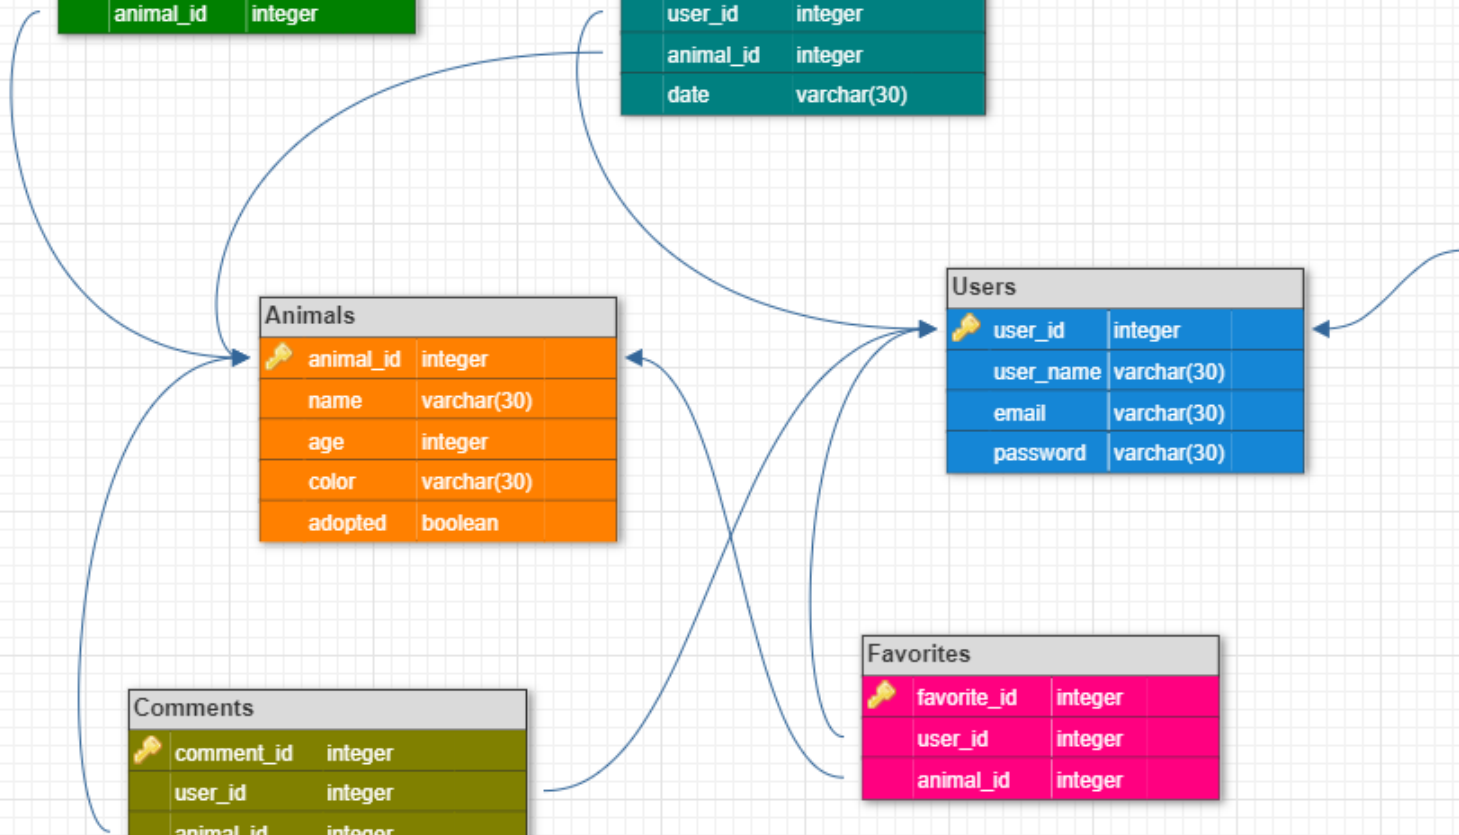 animal_id integer
user_id integer
animal_id integer
date varchar(30)
Animals
animal_id integer
name varchar(30)
age integer
color varchar(30)
adopted boolean
Users
user_id integer
user_name varchar(30)
email varchar(30)
password varchar(30)
Comments
comment_id integer
user_id integer
animal_id integer
Favorites
favorite_id integer
user_id integer
animal_id integer